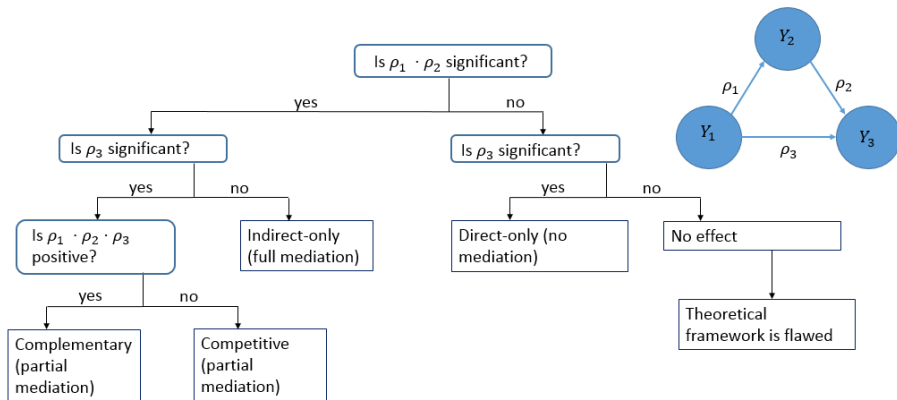 Y₂
Is ρ₁ · ρ₂ significant?
ρ₁
ρ₂
yes
no
Y₁
Y₃
Is ρ₃ significant?
Is ρ₃ significant?
ρ₃
yes
no
yes
no
Is ρ₁ · ρ₂ · ρ₃
positive?
Indirect-only
(full mediation)
Direct-only (no
mediation)
No effect
yes
no
Theoretical
framework is flawed
Complementary
(partial
mediation)
Competitive
(partial
mediation)